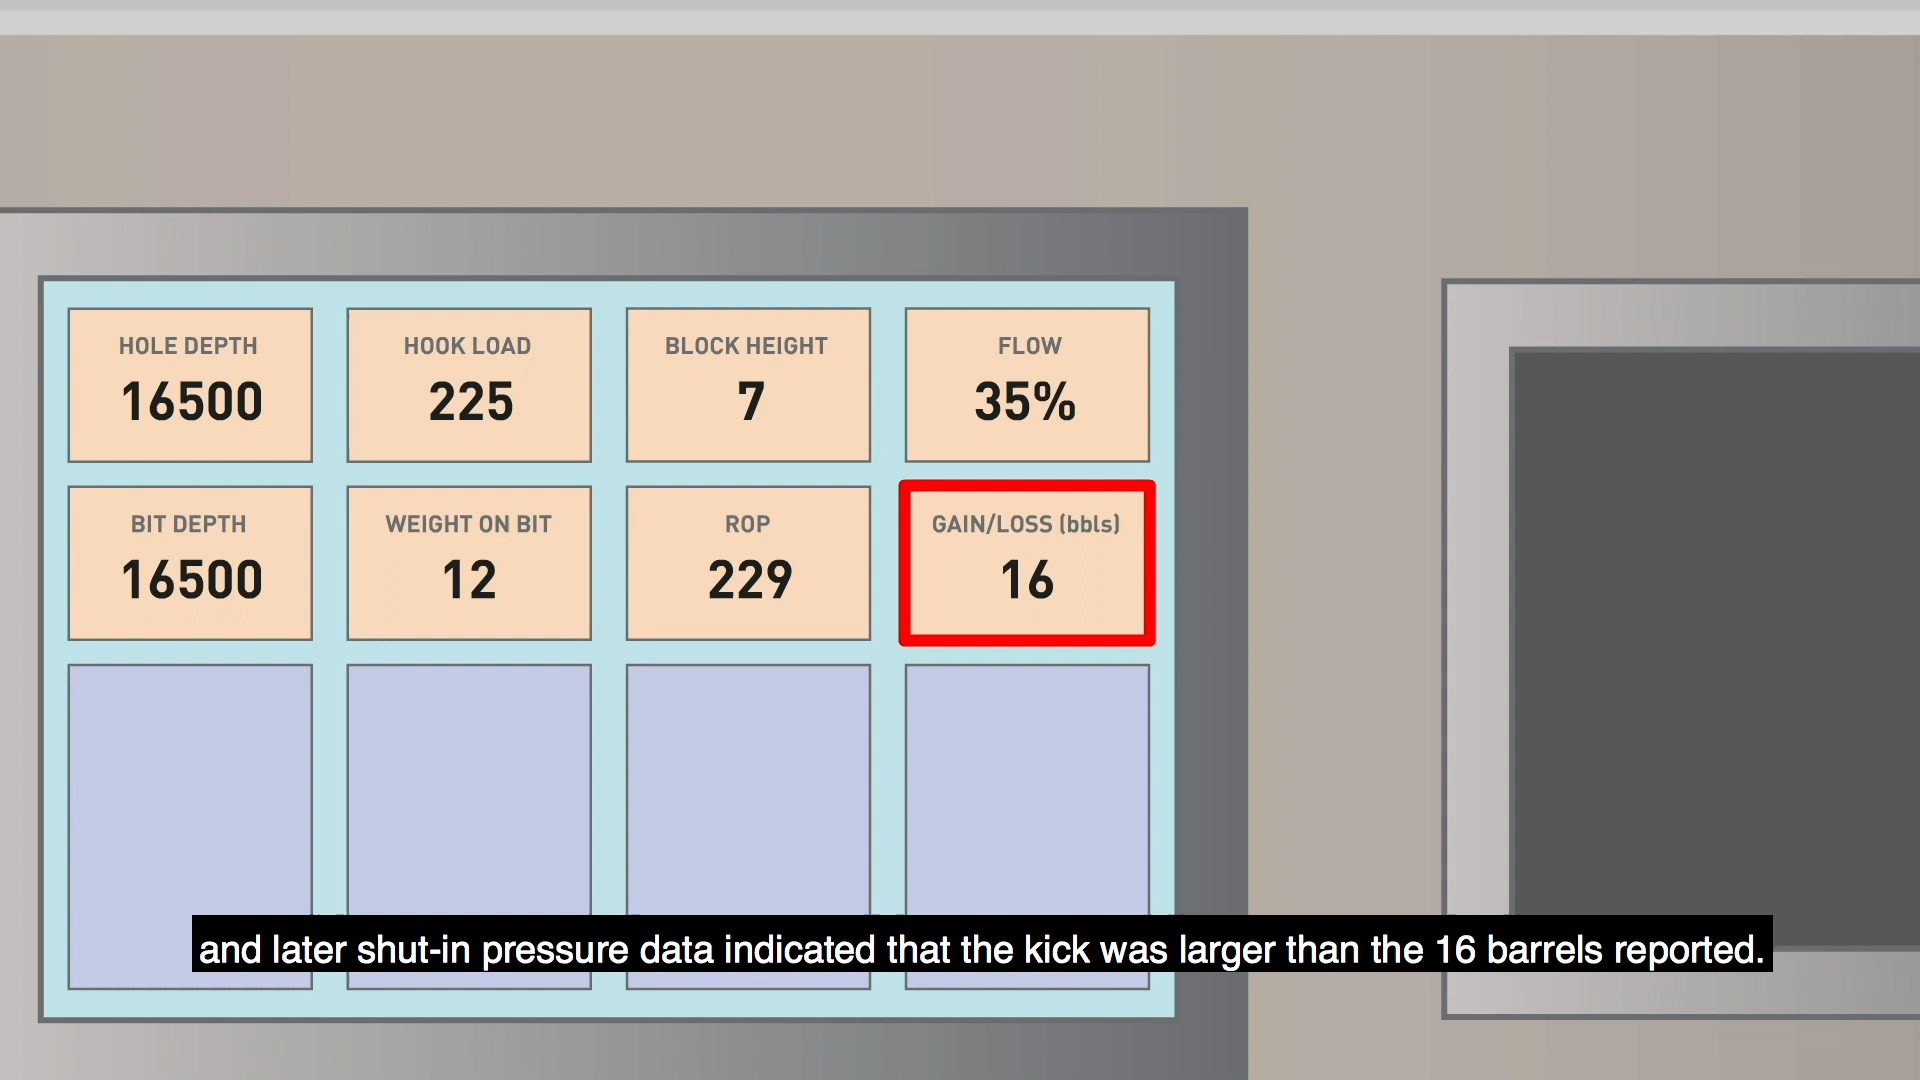 HOLE DEPTH
16500
HOOK LOAD
225
BLOCK HEIGHT
7
FLOW
35%
BIT DEPTH
16500
WEIGHT ON BIT
12
ROP
229
GAIN/LOSS (bbls)
16
and later shut-in pressure data indicated that the kick was larger than the 16 barrels reported.